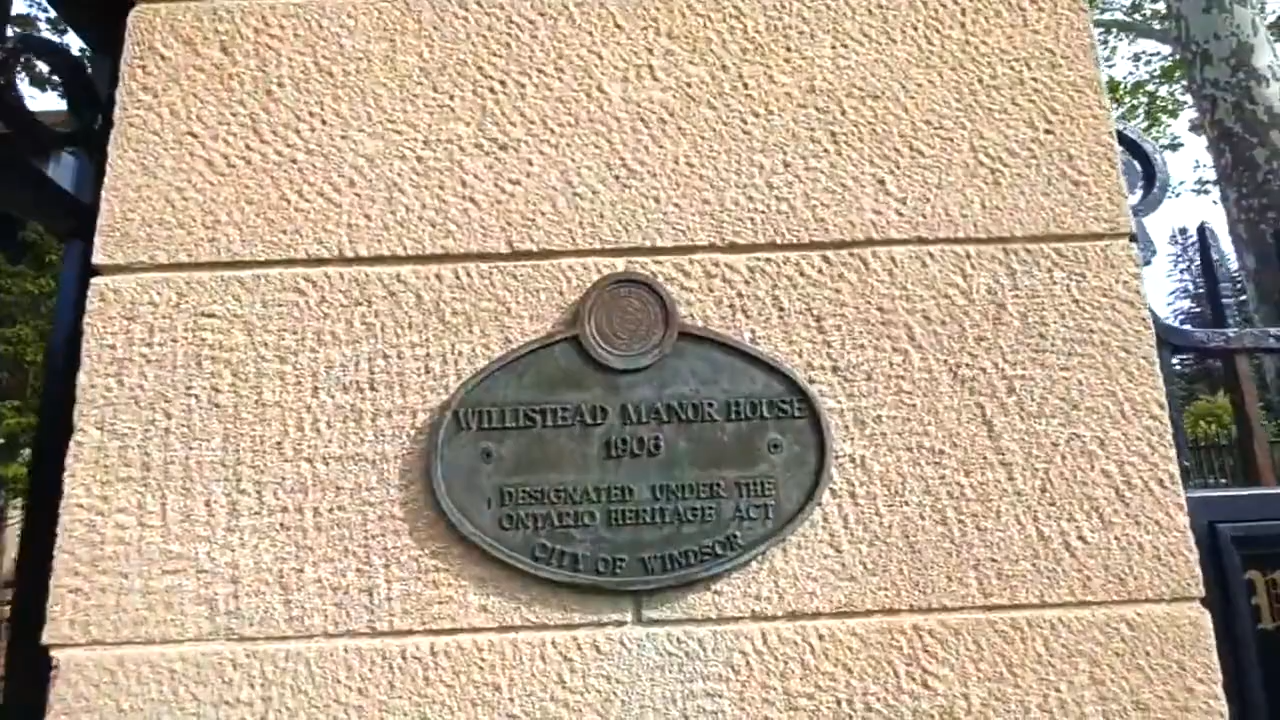 WILLISTEAD MANOR HOUSE
1906
DESIGNATED UNDER THE
ONTARIO HERITAGE ACT
CITY OF WINDSOR